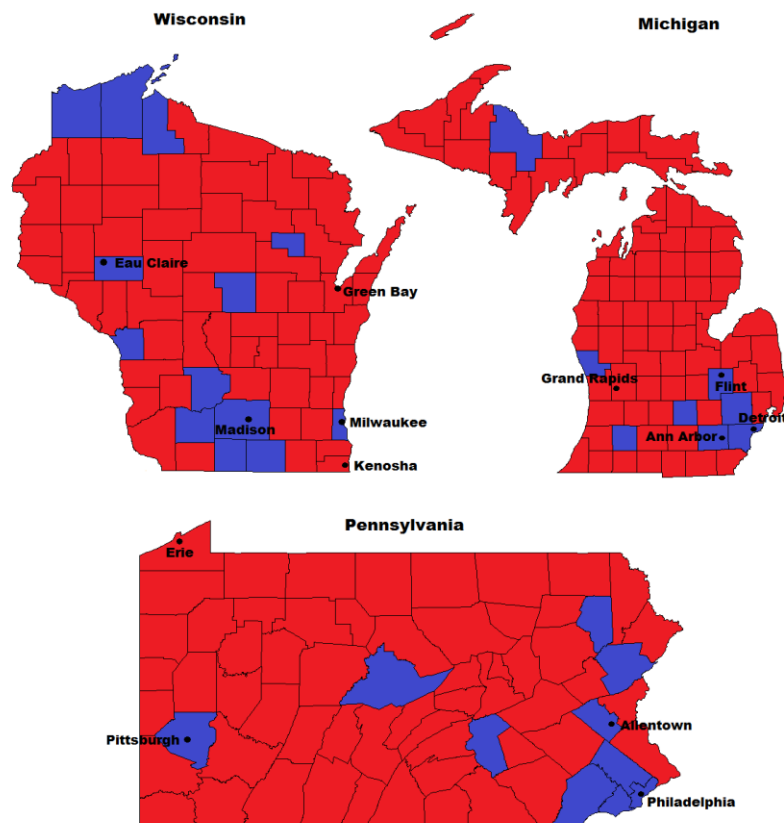 Wisconsin
Michigan
Eau Claire
Green Bay
Madison
Milwaukee
Kenosha
Grand Rapids
Flint
Detroit
Ann Arbor
Pennsylvania
Erie
Pittsburgh
Allentown
Philadelphia